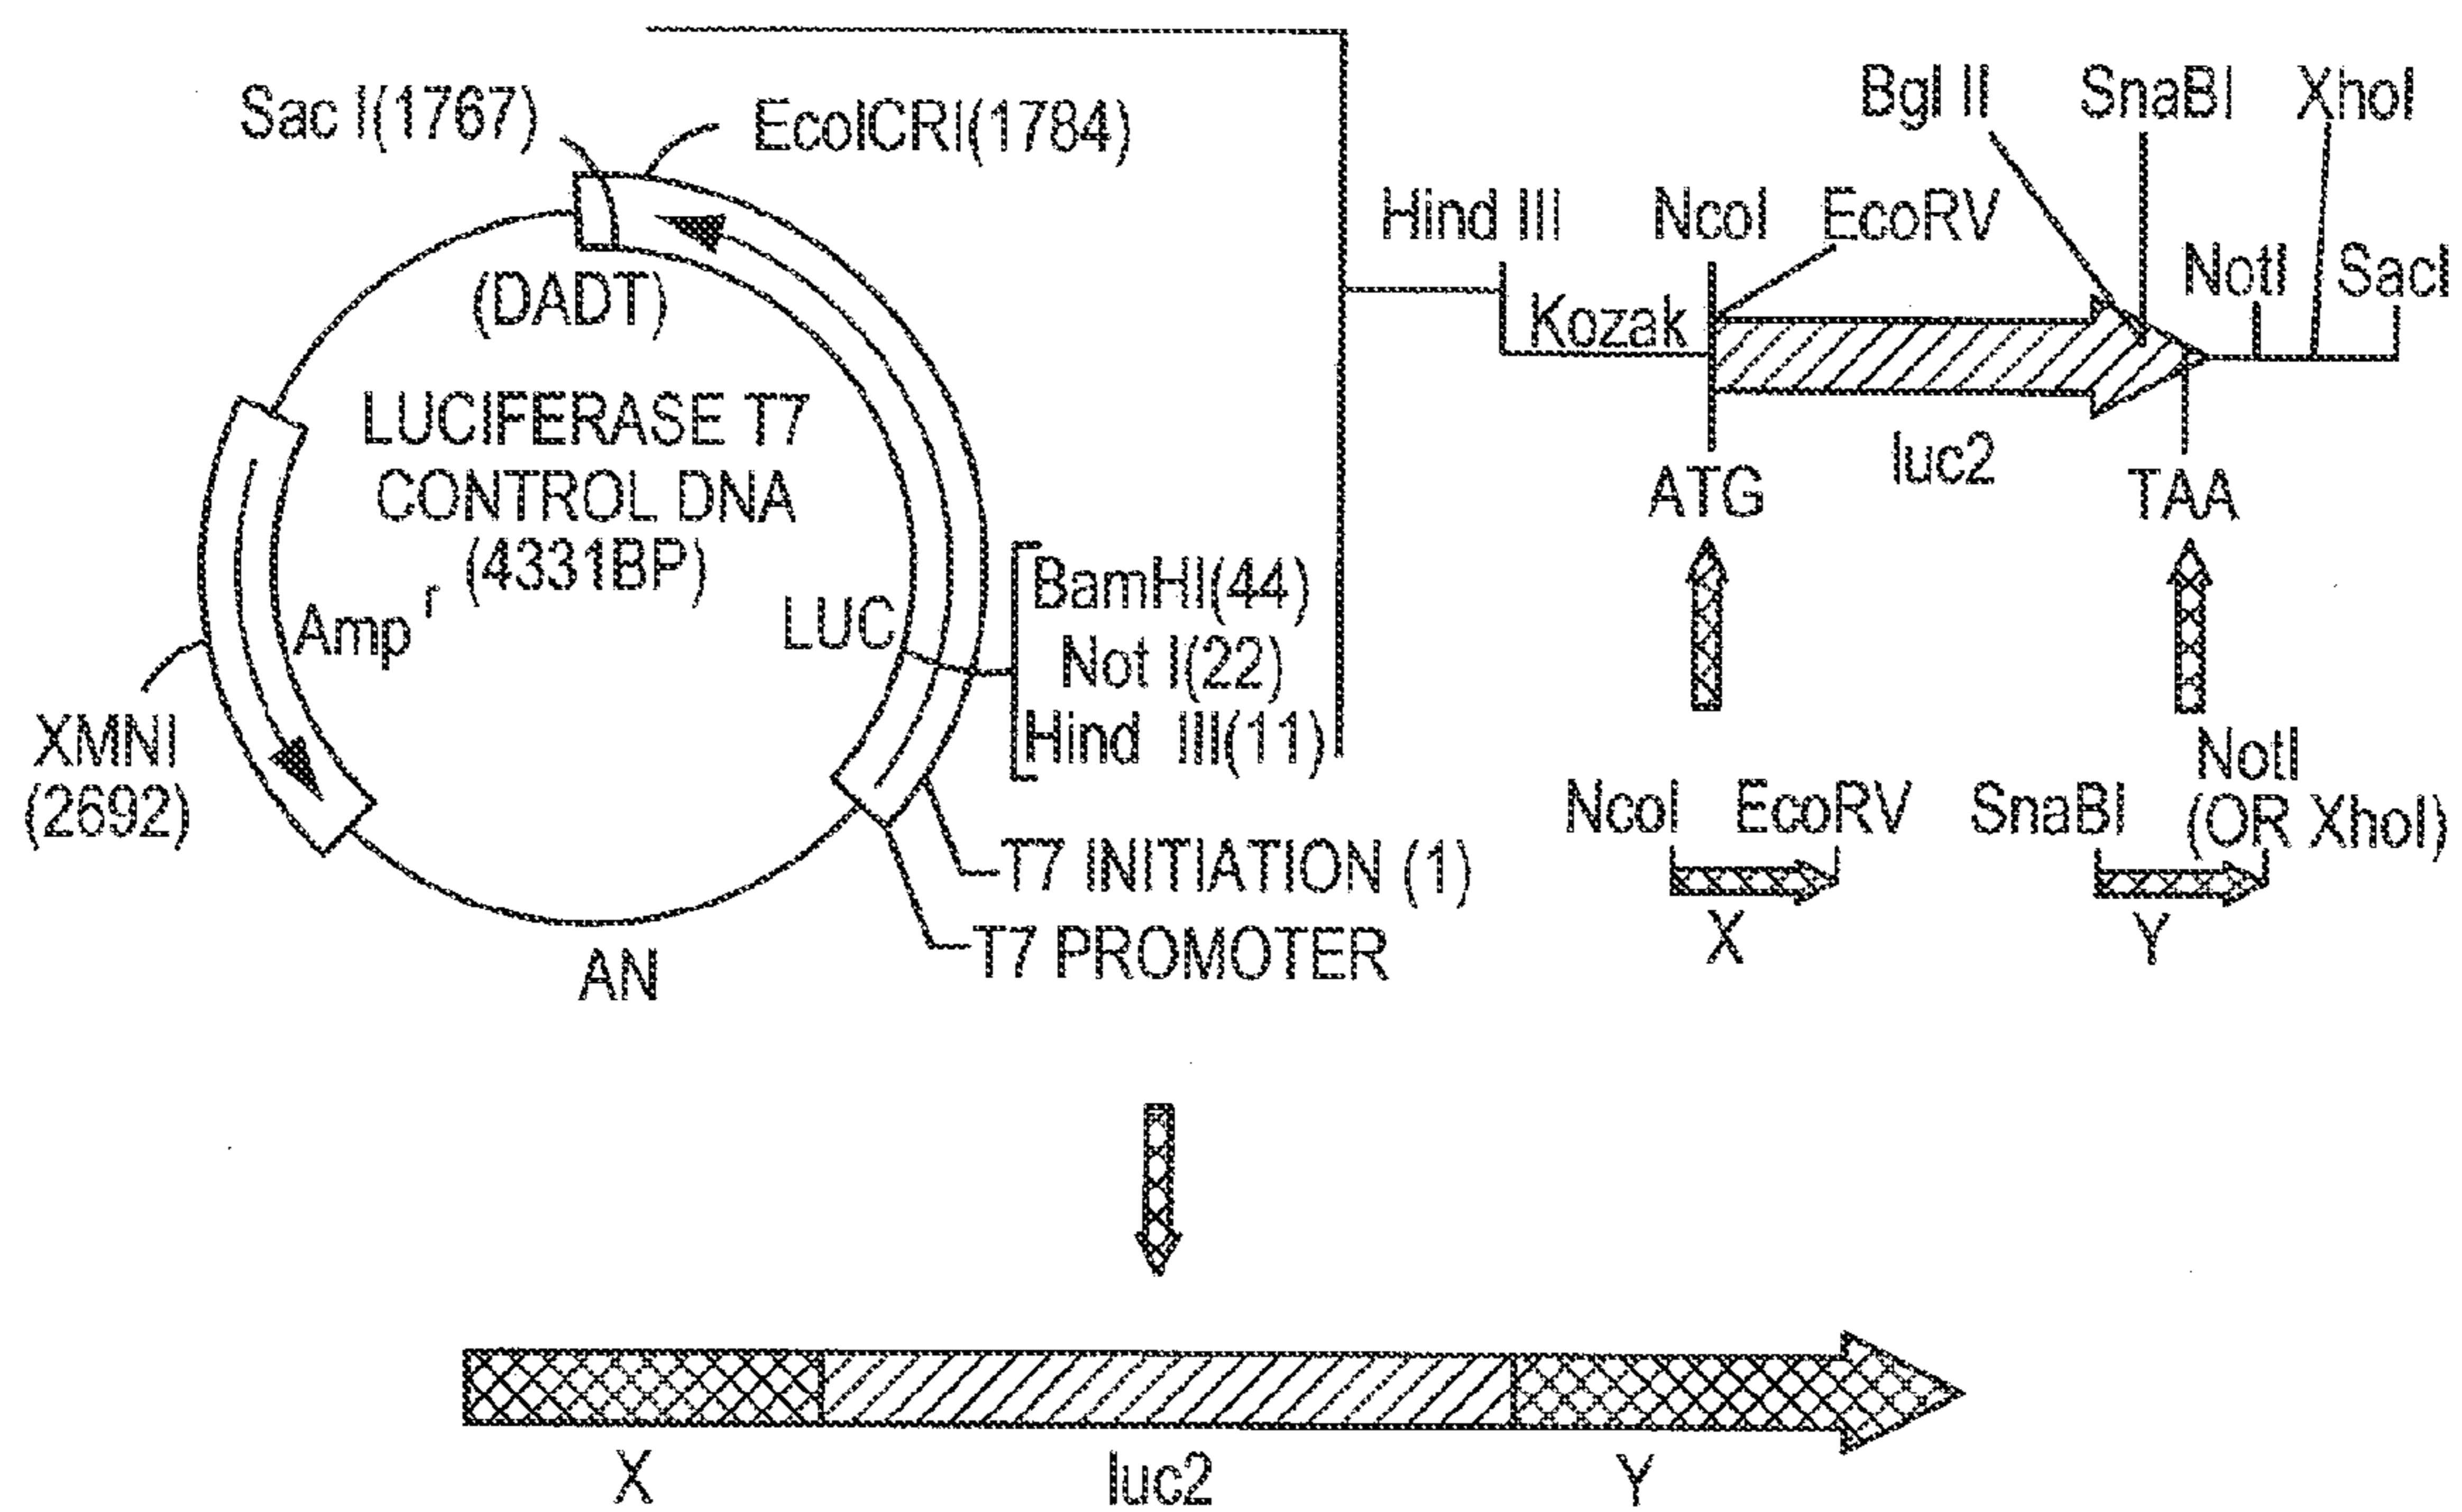 Sac I(1767)
EcoICRI(1784)
(DADT)
LUCIFERASE T7
CONTROL DNA
(4331BP)
Amp r
LUC
XMNI
(2692)
BamHI(44)
Not I(22)
Hind III(11)
T7 INITIATION (1)
T7 PROMOTER
AN
Bgl II SnaBI XhoI
Hind III NcoI EcoRV NotI SacI
Kozak
luc2
ATG TAA
NcoI EcoRV
X
SnaBI NotI
(OR XhoI)
Y
X luc2 Y